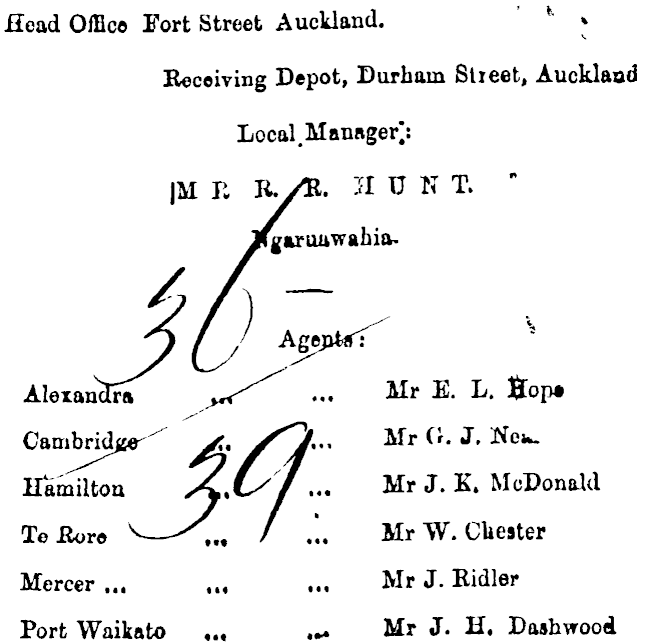 Head Office Fort Street Auckland.
Receiving Depot, Durham Street, Auckland
Local Manager:
MR R. R. HUNT.
Ngaruawahia.
36
—
Agents:
Alexandra ... ... Mr E. L. Hope
Cambridge ... ... Mr G. J.
Hamilton ... ... Mr J. K. McDonald
39
Te Rore ... ... Mr W. Chester
Mercer ... ... ... Mr J. Ridler
Port Waikato ... ... Mr J. H. Dashwood